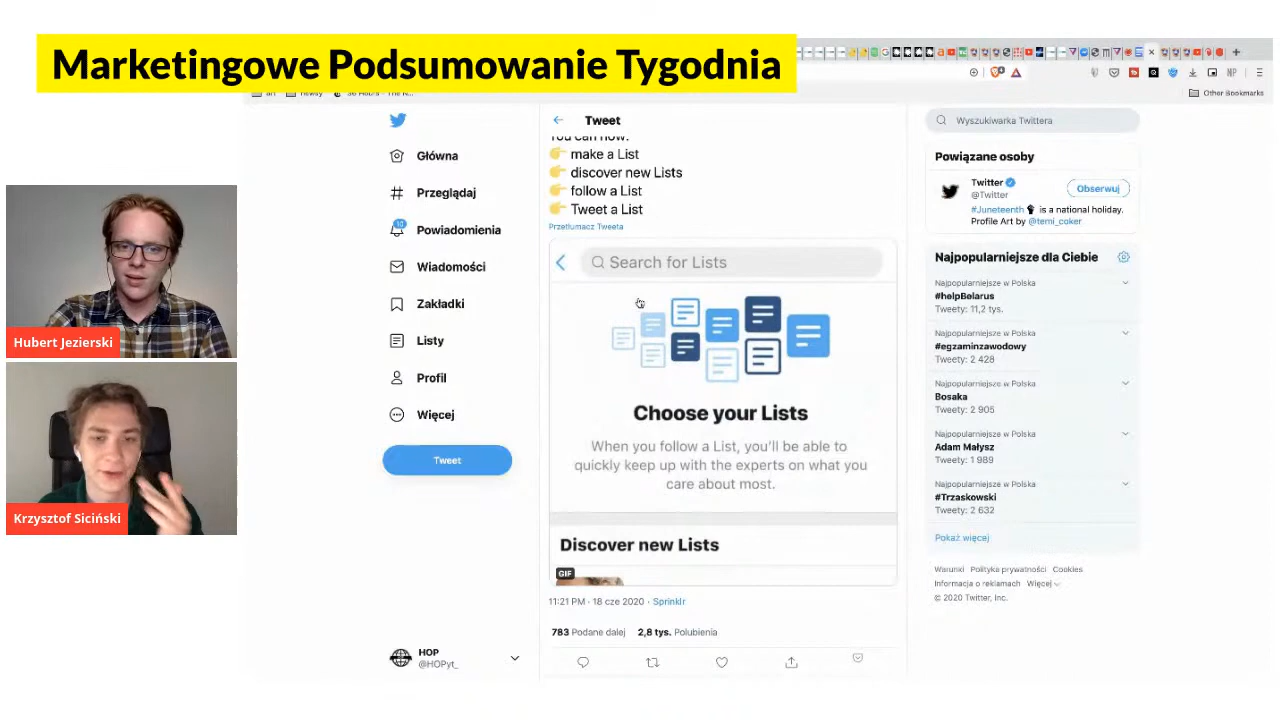 Marketingowe Podsumowanie Tygodnia
NP
Other Bookmarks
Hubert Jezierski
Krzysztof Siciński
Główna
Przeglądaj
10
Powiadomienia
Wiadomości
Zakładki
Listy
Profil
Więcej
Tweet
HOP
@HOPyt_
Tweet
You can now:
👉 make a List
👉 discover new Lists
👉 follow a List
👉 Tweet a List
Przetłumacz Tweeta
Search for Lists
Choose your Lists
When you follow a List, you'll be able to
quickly keep up with the experts on what you
care about most.
Discover new Lists
GIF
11:21 PM · 18 cze 2020 · Sprinklr
783 Podane dalej 2,8 tys. Polubienia
Wyszukiwarka Twittera
Powiązane osoby
Twitter
@Twitter
Obserwuj
#Juneteenth ✊🏿 is a national holiday.
Profile Art by @temi_coker
Najpopularniejsze dla Ciebie
Najpopularniejsze w Polska
#helpBelarus
Tweety: 11,2 tys.
Najpopularniejsze w Polska
#egzaminzawodowy
Tweety: 2 428
Najpopularniejsze w Polska
Bosaka
Tweety: 2 905
Najpopularniejsze w Polska
Adam Małysz
Tweety: 1 989
Najpopularniejsze w Polska
#Trzaskowski
Tweety: 2 632
Pokaż więcej
Warunki Polityka prywatności Cookies
Informacja o reklamach Więcej
© 2020 Twitter, Inc.